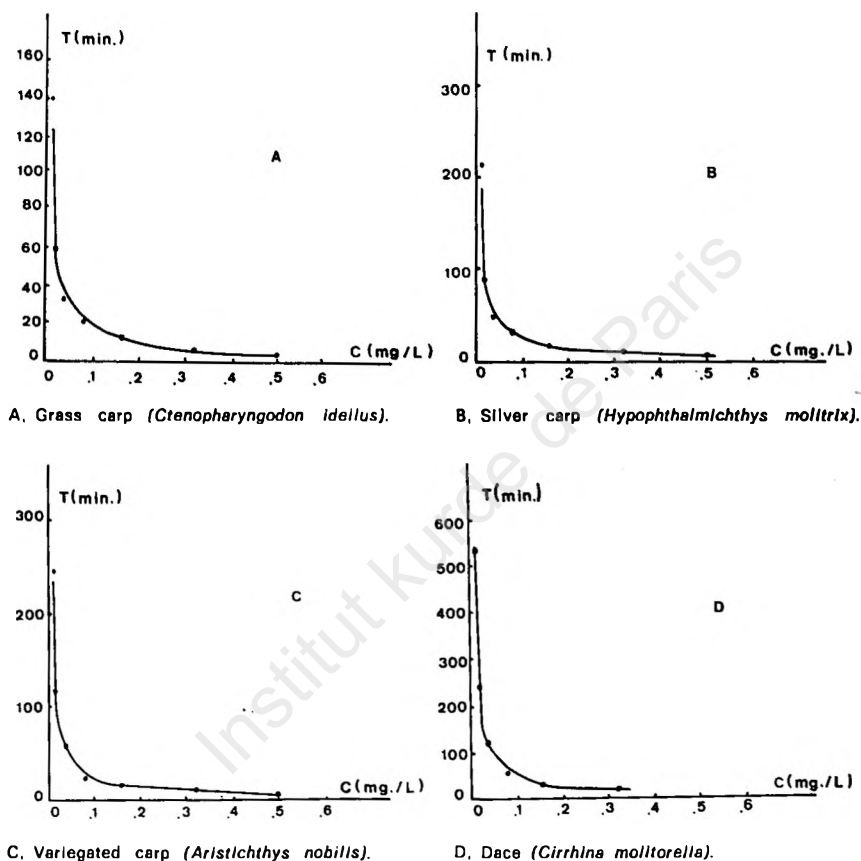 T(min.)
160
140
120
100
60
40
20
0
A
C(mg/L)
.1 .2 .3 .4 .5 .6
A, Grass carp (Ctenopharyngodon idellus).
T (min.)
300
200
100
0
B
C(mg./L)
0 .1 .2 .3 .4 .5 .6
B, Silver carp (Hypophthalmichthys molitrix).
T(min.)
300
200
100
0
C
C(mg./L)
.1 .2 .3 .4 .5 .6
C, Variegated carp (Aristichthys nobilis).
T(min.)
600
500
400
300
200
100
0
D
C(mg./L)
0 .1 .2 .3 .4 .5 .6
D, Dace (Cirrhina molitorella).
Institut kurde de Paris